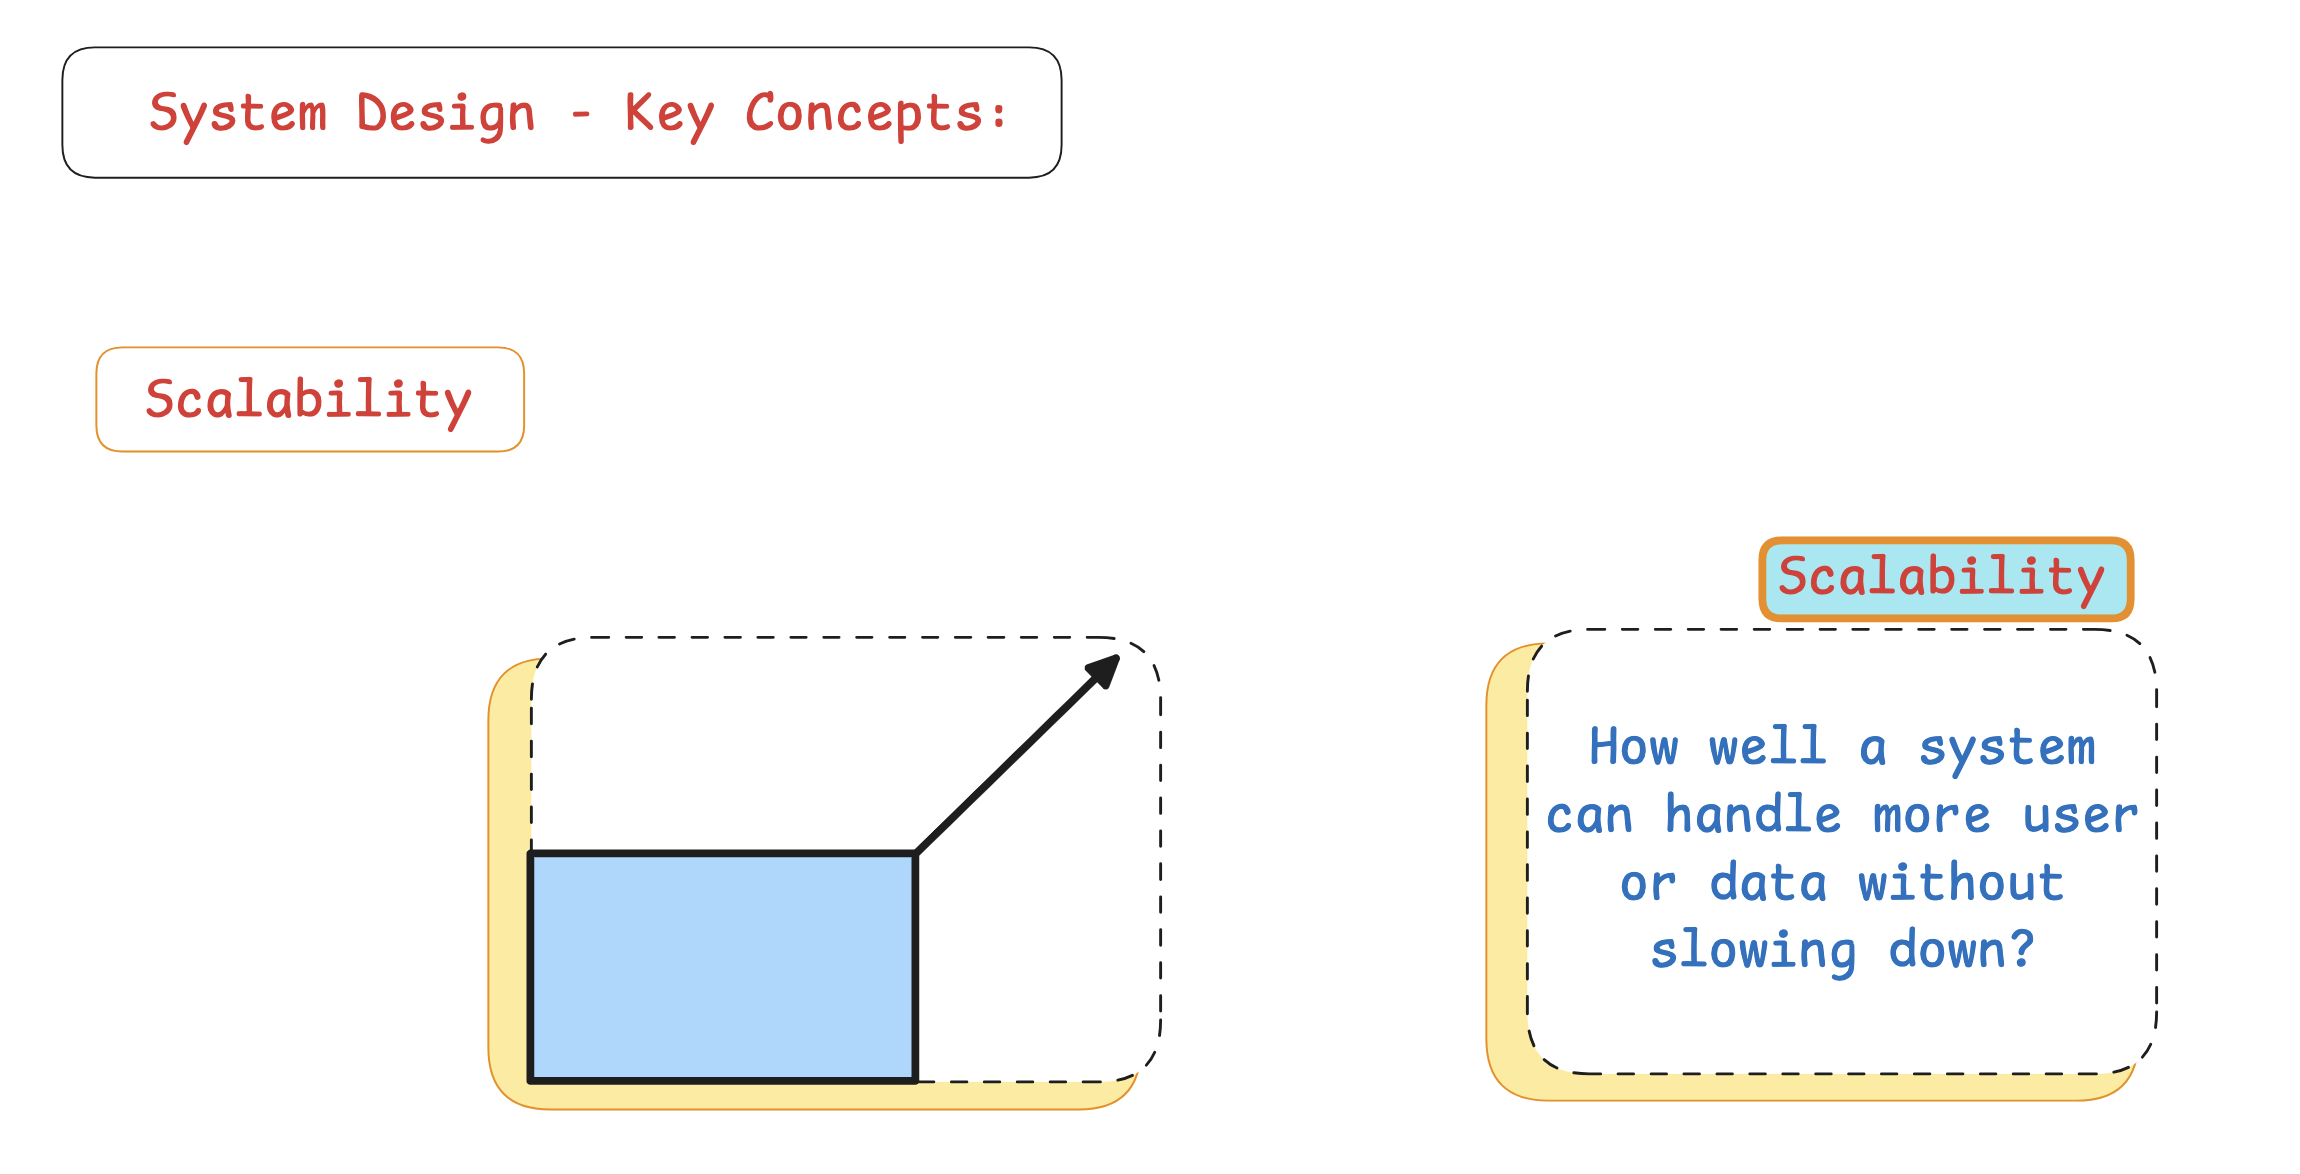 System Design - Key Concepts:
Scalability
Scalability
How well a system
can handle more user
or data without
slowing down?